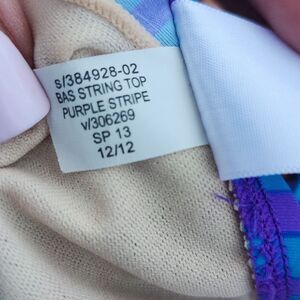 s/384928-02
BAS STRING TOP
PURPLE STRIPE
v/306269
SP 13
12/12